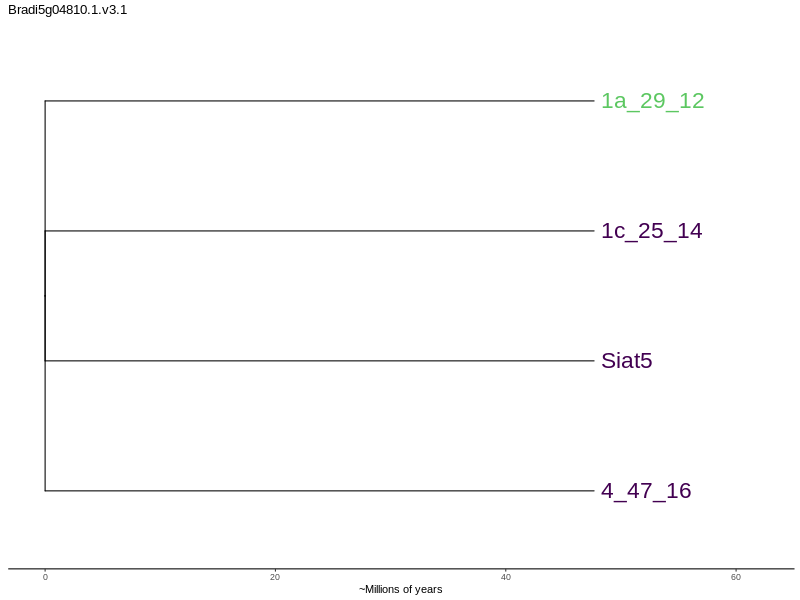 Bradi5g04810.1.v3.1
1a_29_12
1c_25_14
Siat5
4_47_16
0 20 40 60
~Millions of years